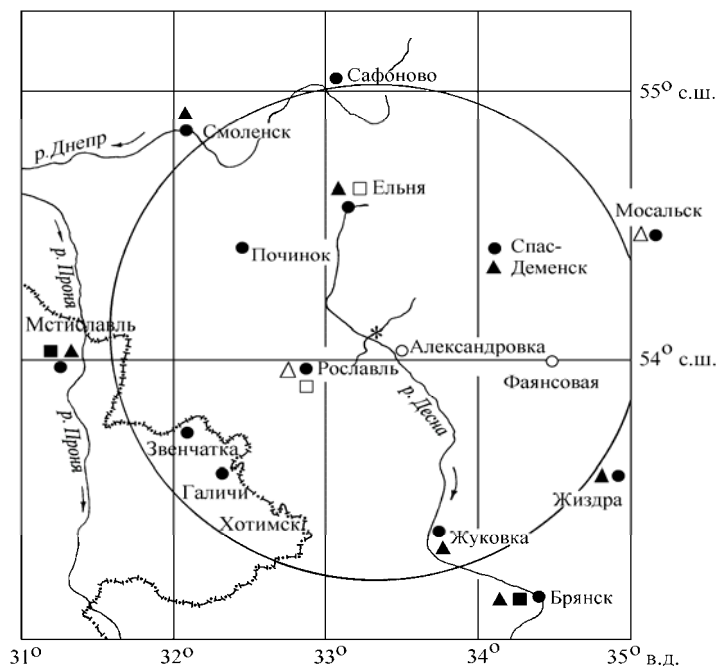 Сафоново
55° с.ш.
Смоленск
р. Днепр
Ельня
Мосальск
Починок
Спас-
Деменск
р. Проня
Мстиславль
Александровка
54° с.ш.
Рославль
Фаянсовая
р. Десна
р. Проня
Звенчатка
Галичи
Жиздра
Хотимск
Жуковка
Брянск
31° 32° 33° 34° 35° в.д.